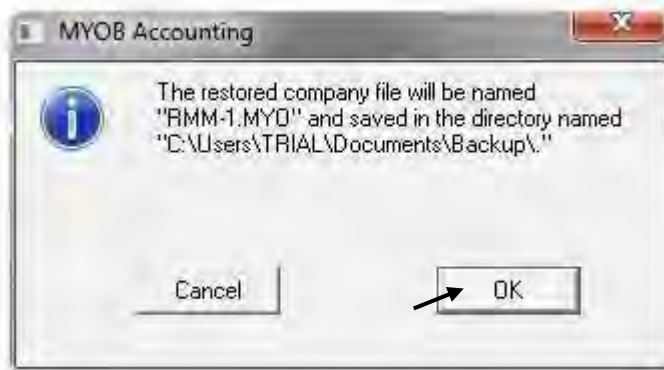 MYOB Accounting
The restored company file will be named
"RMM-1.MYO" and saved in the directory named
"C:\Users\TRIAL\Documents\Backup\."
Cancel
OK